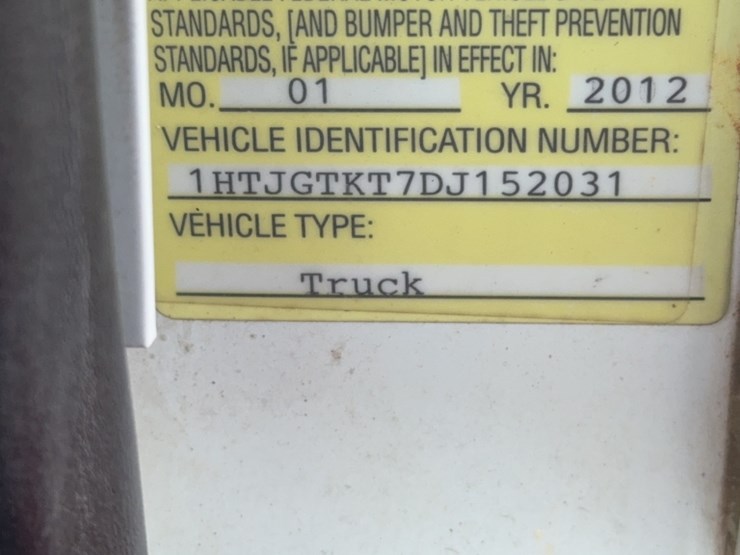 STANDARDS, [AND BUMPER AND THEFT PREVENTION
STANDARDS, IF APPLICABLE] IN EFFECT IN:
MO. 01 YR. 2012
VEHICLE IDENTIFICATION NUMBER:
1HTJGTKT7DJ152031
VEHICLE TYPE:
Truck